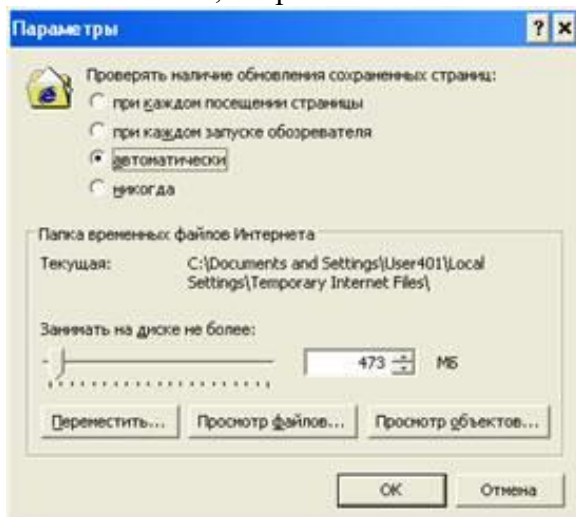 Параметры
Проверять наличие обновления сохраненных страниц:
при каждом посещении страницы
при каждом запуске обозревателя
автоматически
никогда
Папка временных файлов Интернета
Текущая: C:\Documents and Settings\User401\Local
Settings\Temporary Internet Files\
Занимать на диске не более:
473 МБ
Переместить... Просмотр файлов... Просмотр объектов...
ОК Отмена